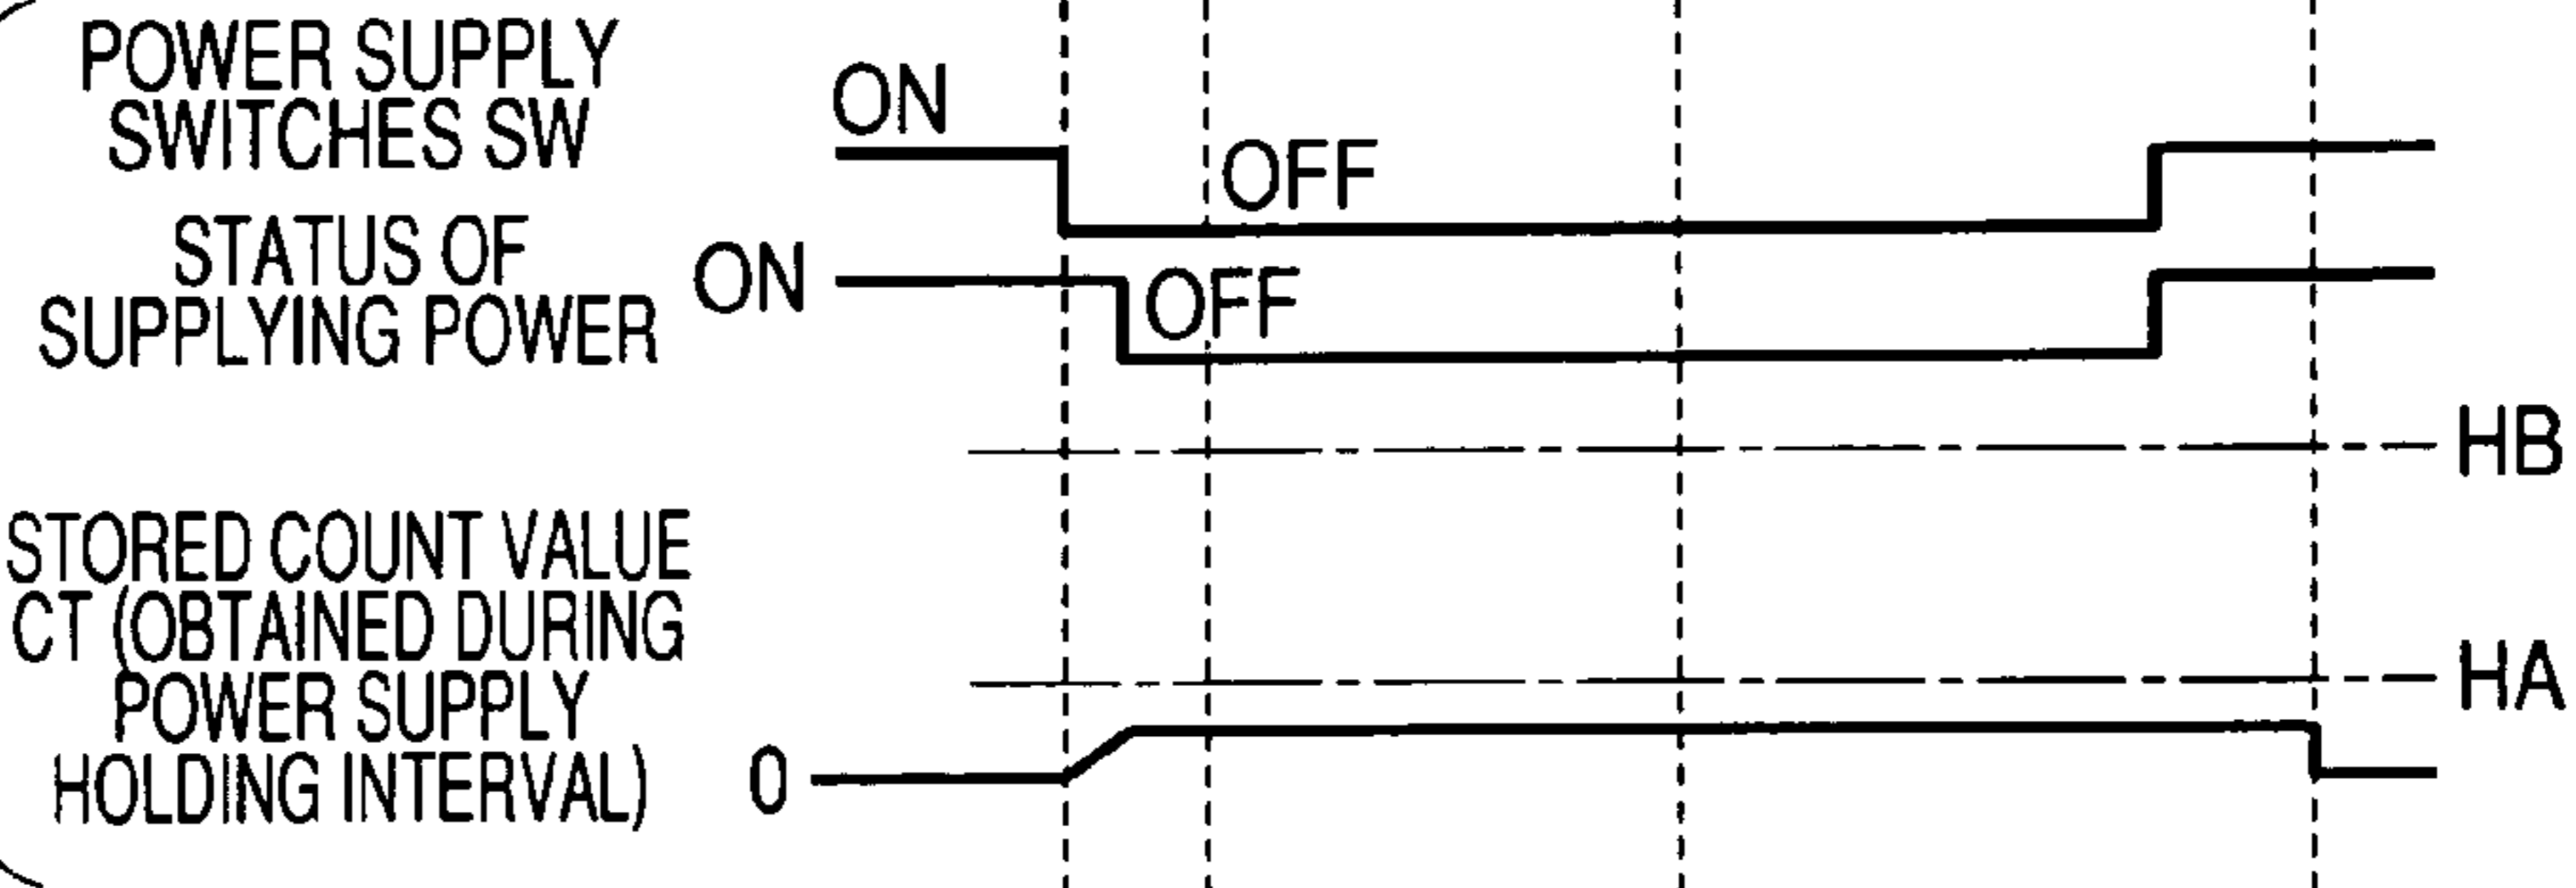 POWER SUPPLY
SWITCHES SW
ON
OFF
STATUS OF
SUPPLYING POWER
ON
OFF
HB
STORED COUNT VALUE
CT (OBTAINED DURING
POWER SUPPLY
HOLDING INTERVAL)
0
HA